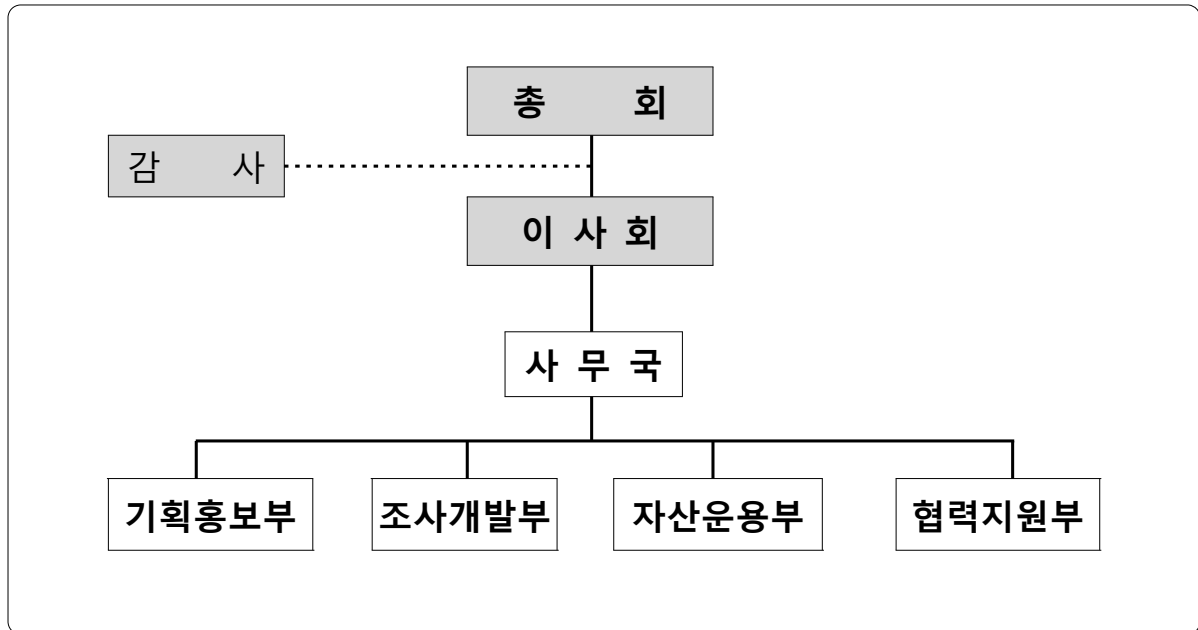 총 회
감 사
이 사 회
사 무 국
기획홍보부 조사개발부 자산운용부 협력지원부